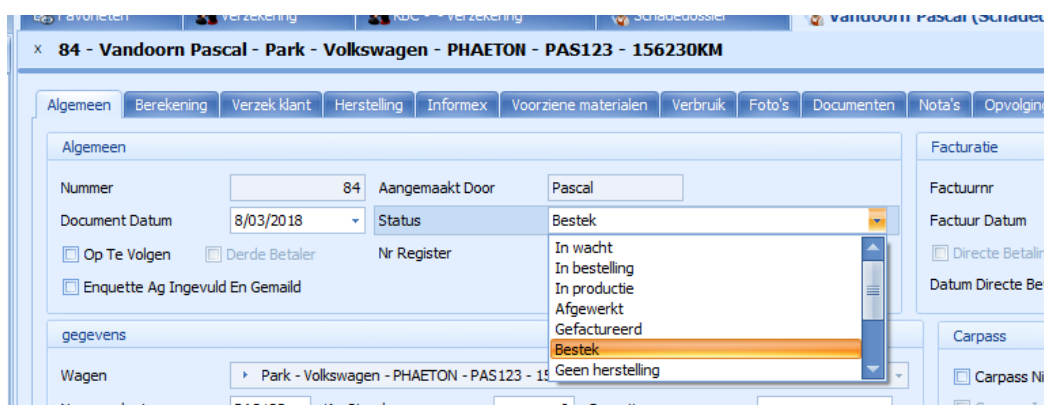 Favorieten Verzekering KBC - - Verzekering Schadedossier Vandoorn Pascal (Schaded
x 84 - Vandoorn Pascal - Park - Volkswagen - PHAETON - PAS123 - 156230KM
Algemeen Berekening Verzek klant Herstelling Informex Voorziene materialen Verbruik Foto's Documenten Nota's Opvolging
Algemeen Facturatie
Nummer 84 Aangemaakt Door Pascal Factuurnr
Document Datum 8/03/2018 Status Bestek Factuur Datum
Op Te Volgen Derde Betaler Nr Register In wacht Directe Betalin
In bestelling
Enquette Ag Ingevuld En Gemaild In productie Datum Directe Be
Afgewerkt
Gefactureerd
gegevens Bestek Carpass
Wagen Park - Volkswagen - PHAETON - PAS123 - 15 Geen herstelling Carpass Ni